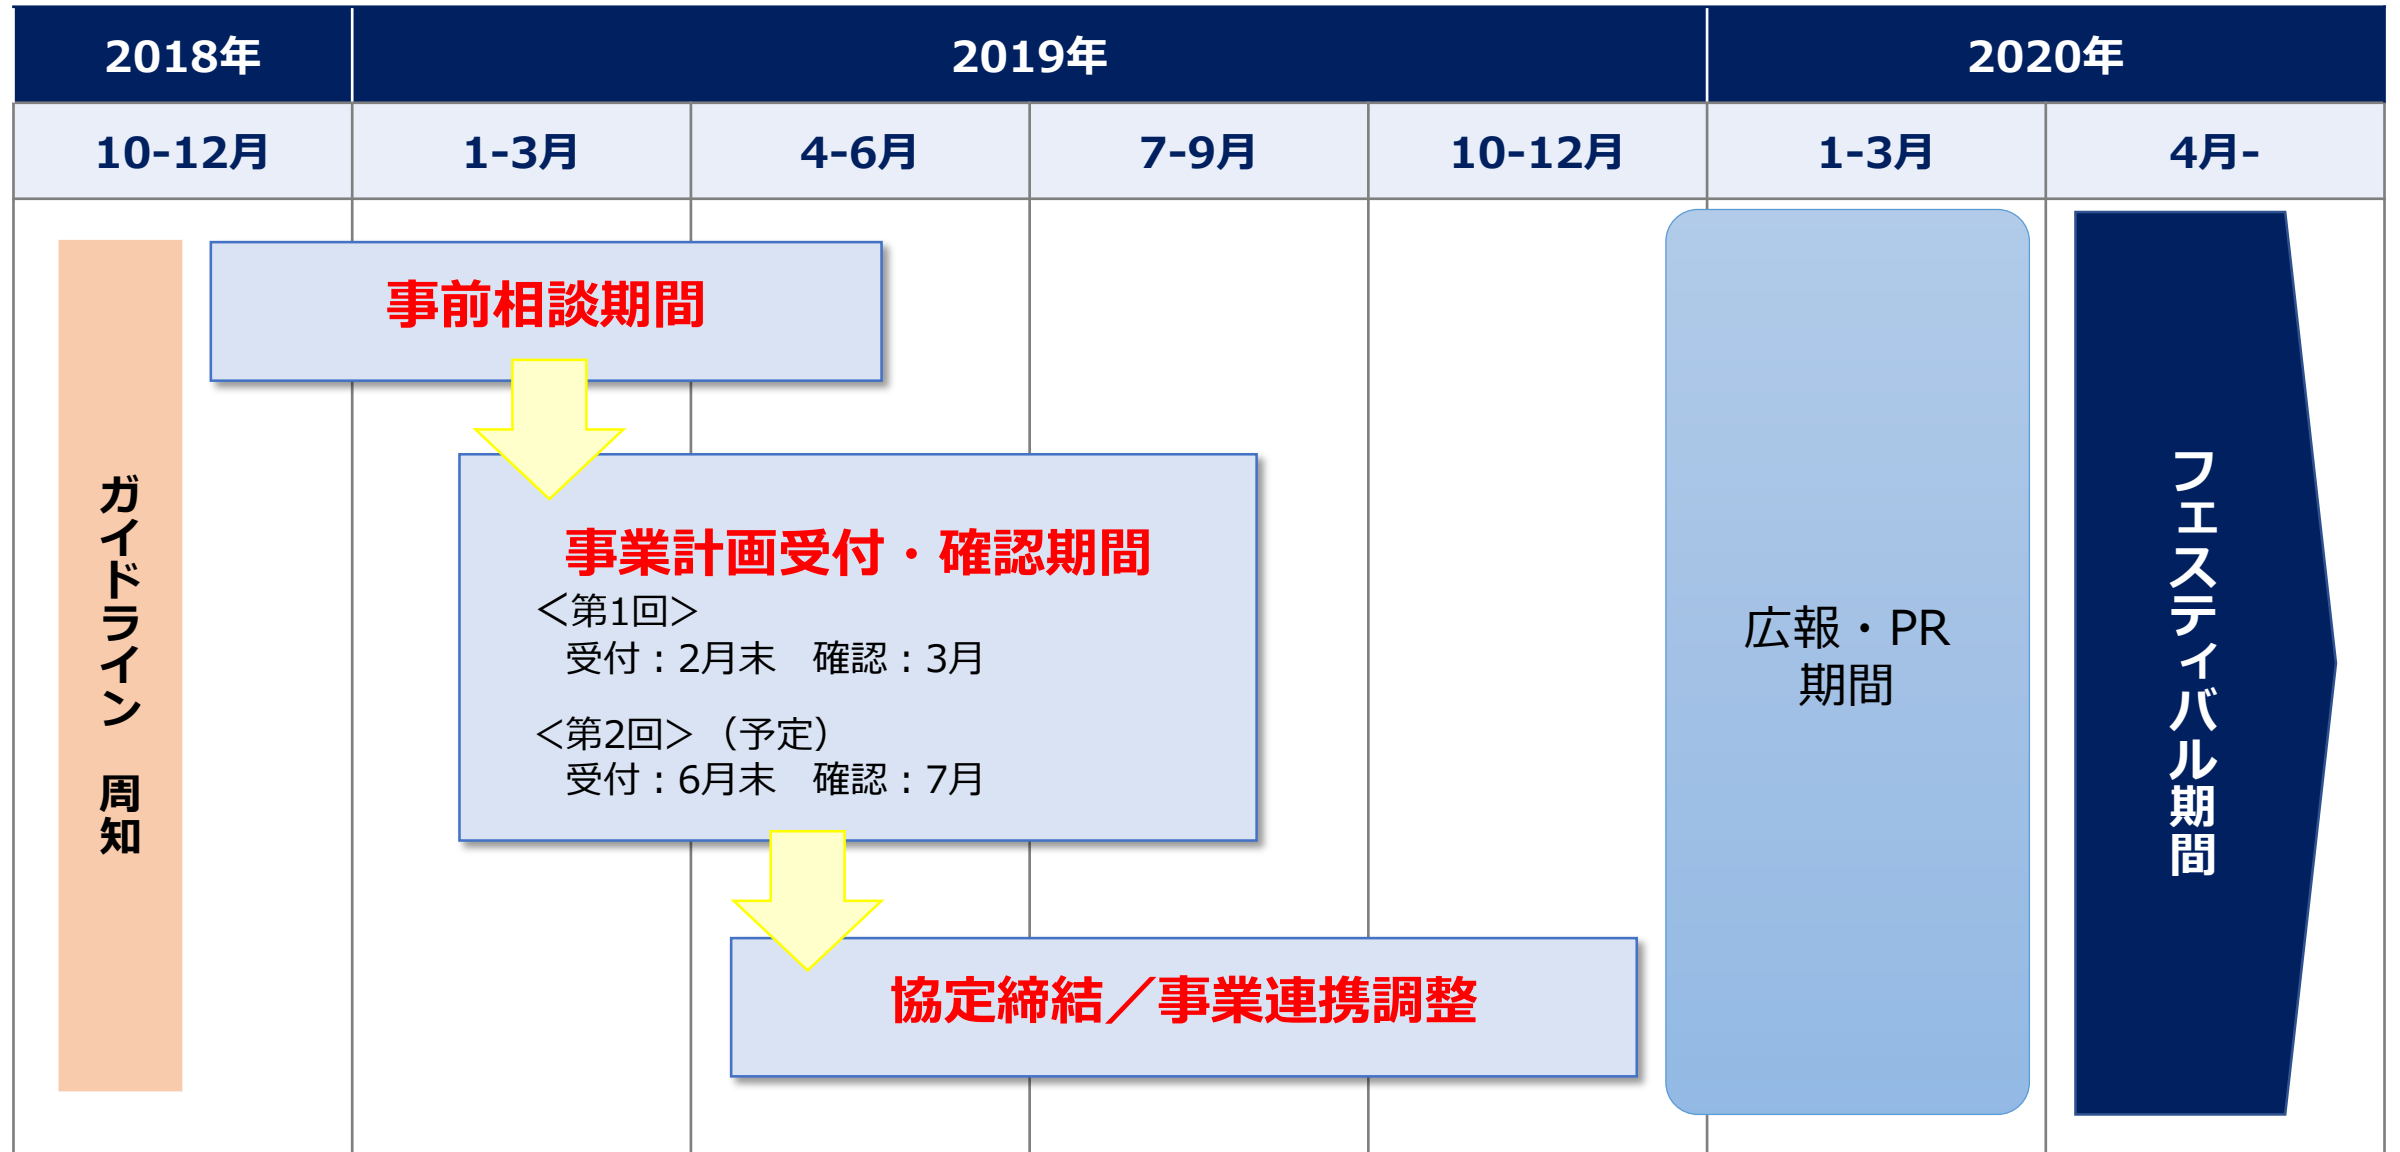 2018年
2019年
2020年
10-12月
1-3月
4-6月
7-9月
10-12月
1-3月
4月-
ガイドライン　周知
事前相談期間
事業計画受付・確認期間
＜第1回＞
受付：2月末　確認：3月
＜第2回＞（予定）
受付：6月末　確認：7月
協定締結／事業連携調整
広報・PR
期間
フェスティバル期間